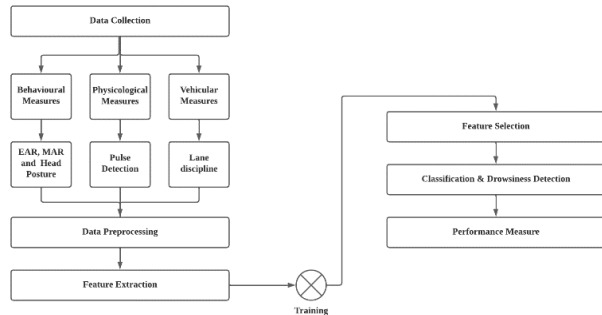 Data Collection
Behavioural
Measures
Physicological
Measures
Vehicular
Measures
EAR, MAR
and Head
Posture
Pulse
Detection
Lane
discipline
Data Preprocessing
Feature Extraction
Training
Feature Selection
Classification & Drowsiness Detection
Performance Measure